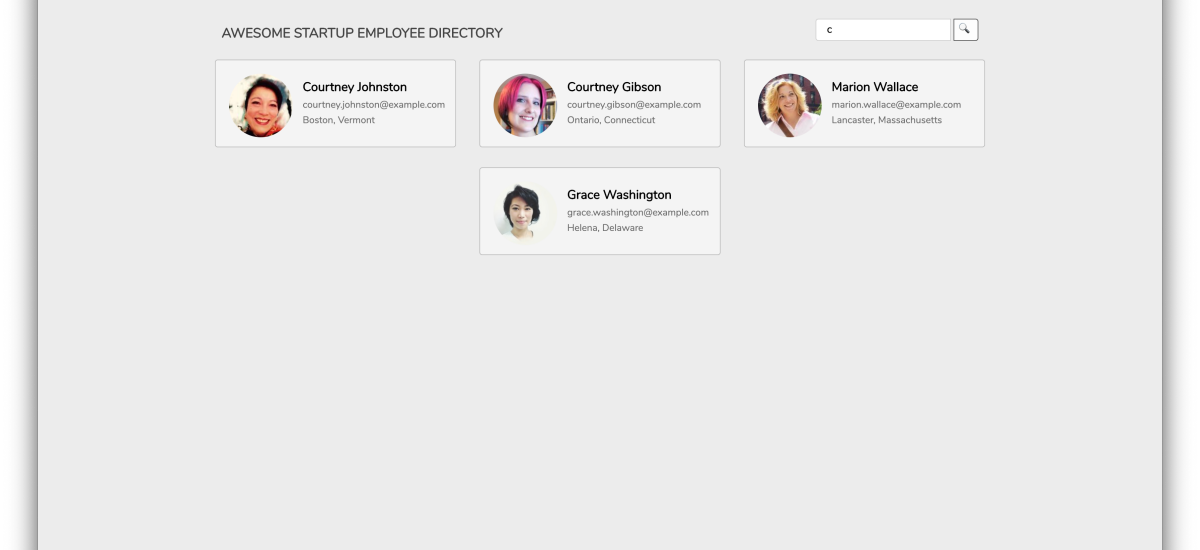 AWESOME STARTUP EMPLOYEE DIRECTORY
c
Courtney Johnston
courtney.johnston@example.com
Boston, Vermont
Courtney Gibson
courtney.gibson@example.com
Ontario, Connecticut
Marion Wallace
marion.wallace@example.com
Lancaster, Massachusetts
Grace Washington
grace.washington@example.com
Helena, Delaware